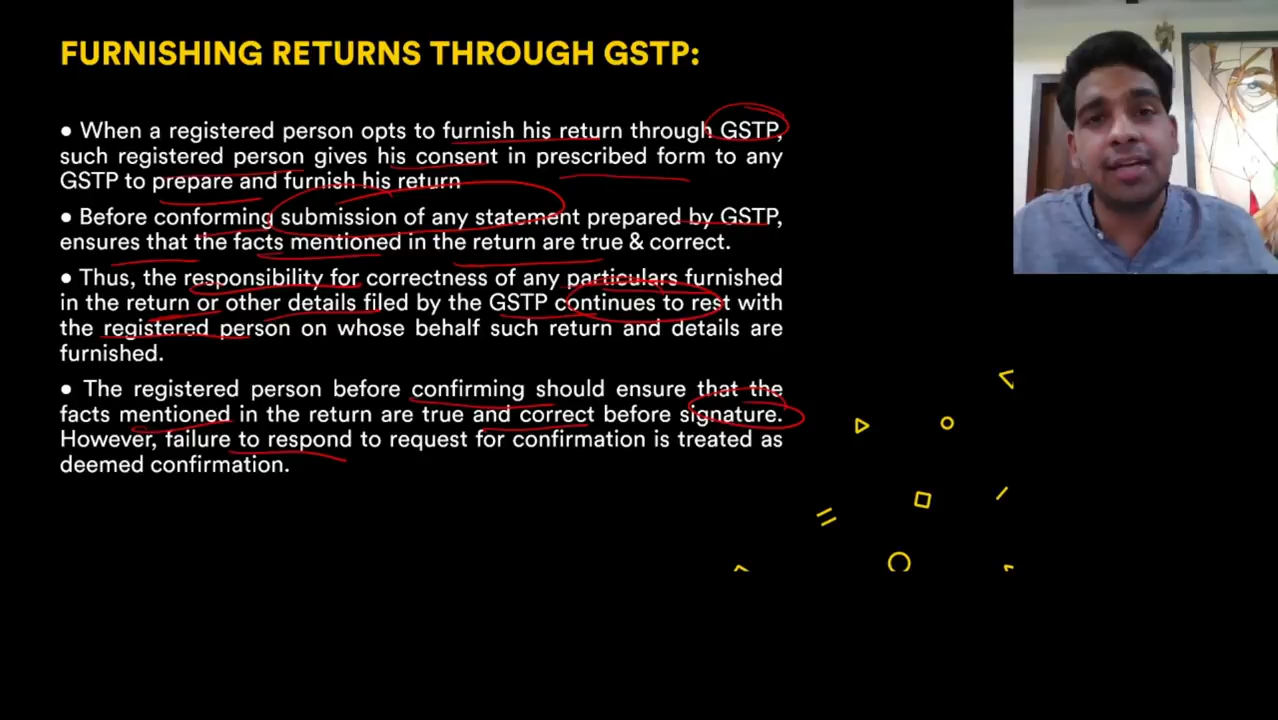 FURNISHING RETURNS THROUGH GSTP:
● When a registered person opts to furnish his return through GSTP,
such registered person gives his consent in prescribed form to any
GSTP to prepare and furnish his return
● Before conforming submission of any statement prepared by GSTP,
ensures that the facts mentioned in the return are true & correct.
● Thus, the responsibility for correctness of any particulars furnished
in the return or other details filed by the GSTP continues to rest with
the registered person on whose behalf such return and details are
furnished.
● The registered person before confirming should ensure that the
facts mentioned in the return are true and correct before signature.
However, failure to respond to request for confirmation is treated as
deemed confirmation.